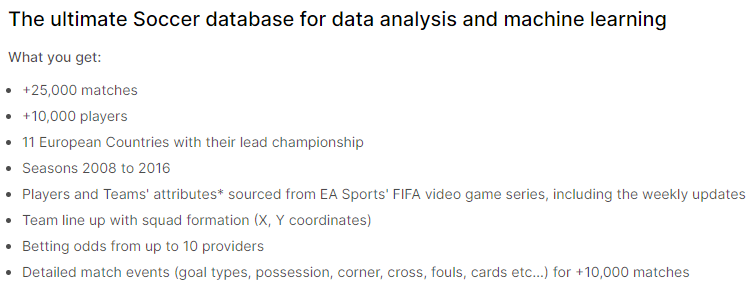 The ultimate Soccer database for data analysis and machine learning
What you get:
• +25,000 matches
• +10,000 players
• 11 European Countries with their lead championship
• Seasons 2008 to 2016
• Players and Teams' attributes* sourced from EA Sports' FIFA video game series, including the weekly updates
• Team line up with squad formation (X, Y coordinates)
• Betting odds from up to 10 providers
• Detailed match events (goal types, possession, corner, cross, fouls, cards etc...) for +10,000 matches